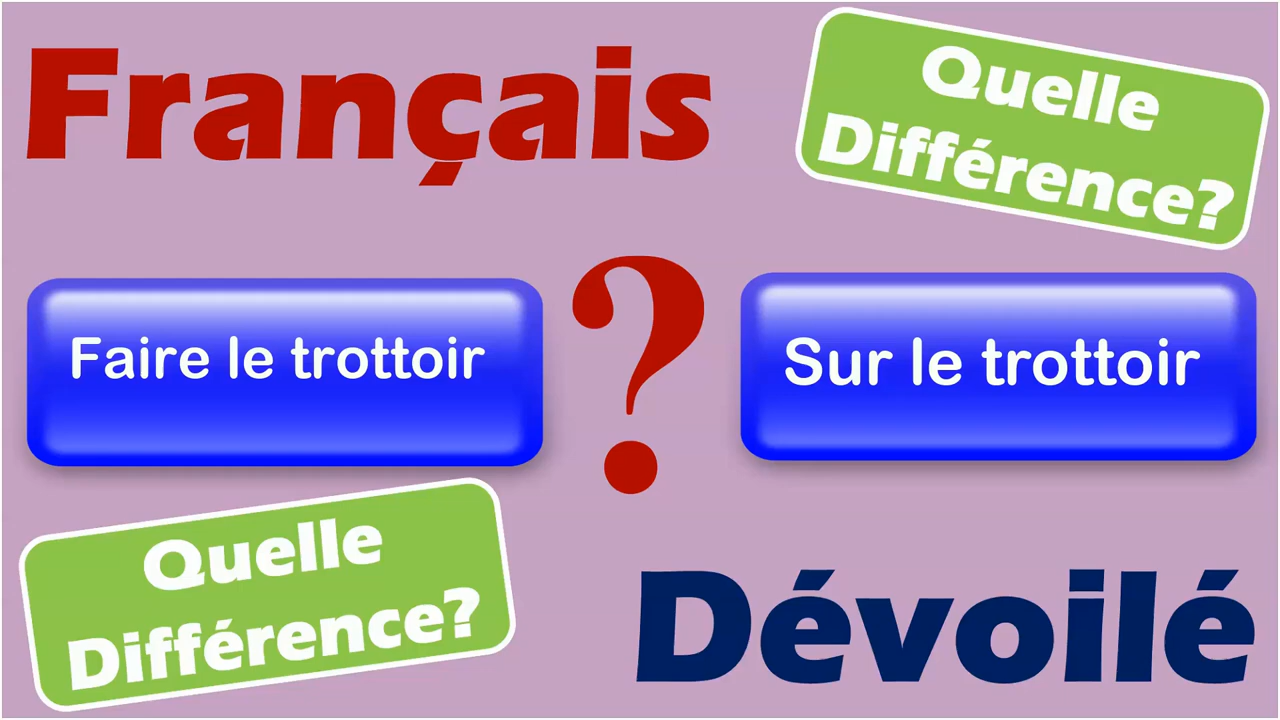 Français
Quelle
Différence?
Faire le trottoir
?
Sur le trottoir
Quelle
Différence?
Dévoilé